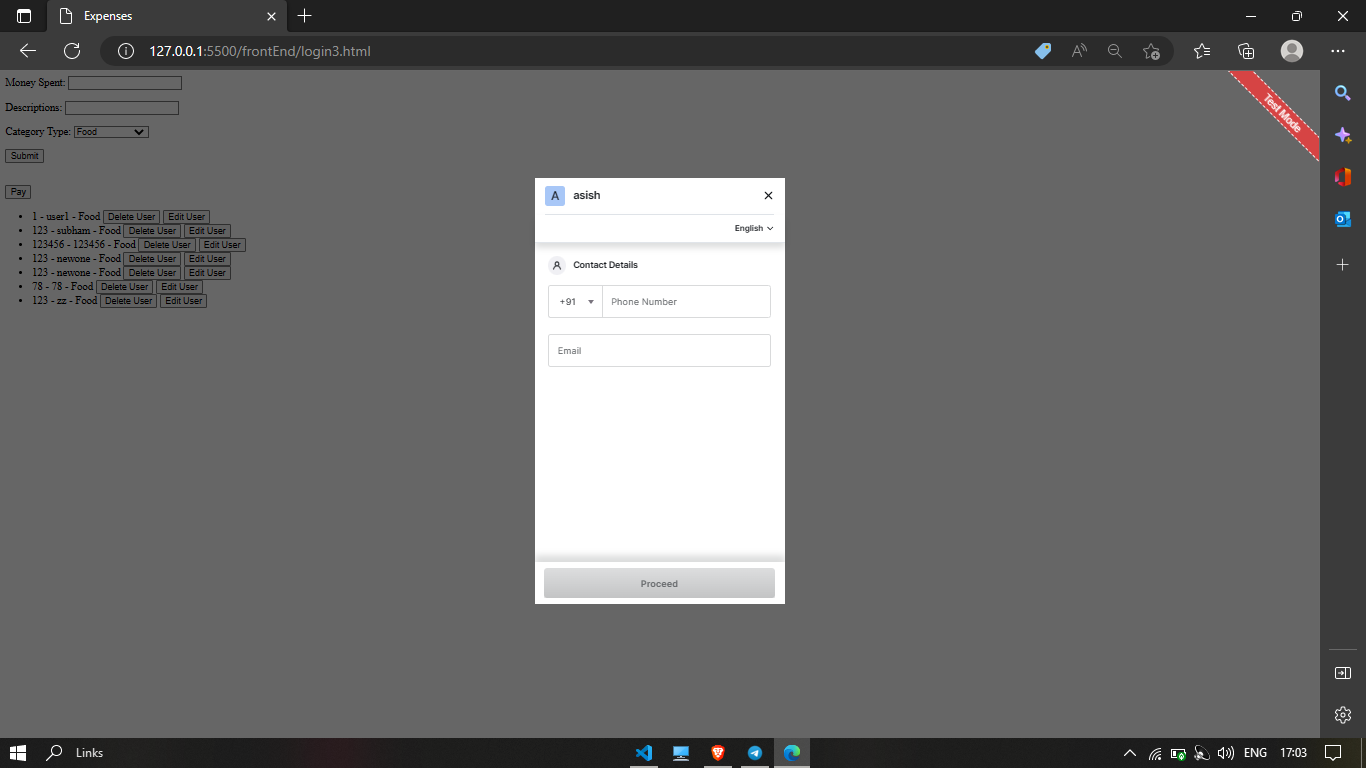 Expenses
127.0.0.1:5500/frontEnd/login3.html
Money Spent:
Descriptions:
Category Type: Food
Submit
Pay
1 - user1 - Food Delete User Edit User
123 - subham - Food Delete User Edit User
123456 - 123456 - Food Delete User Edit User
123 - newone - Food Delete User Edit User
123 - newone - Food Delete User Edit User
78 - 78 - Food Delete User Edit User
123 - zz - Food Delete User Edit User
Test Mode
A asish
English
Contact Details
+91 Phone Number
Email
Proceed
Links
ENG 17:03